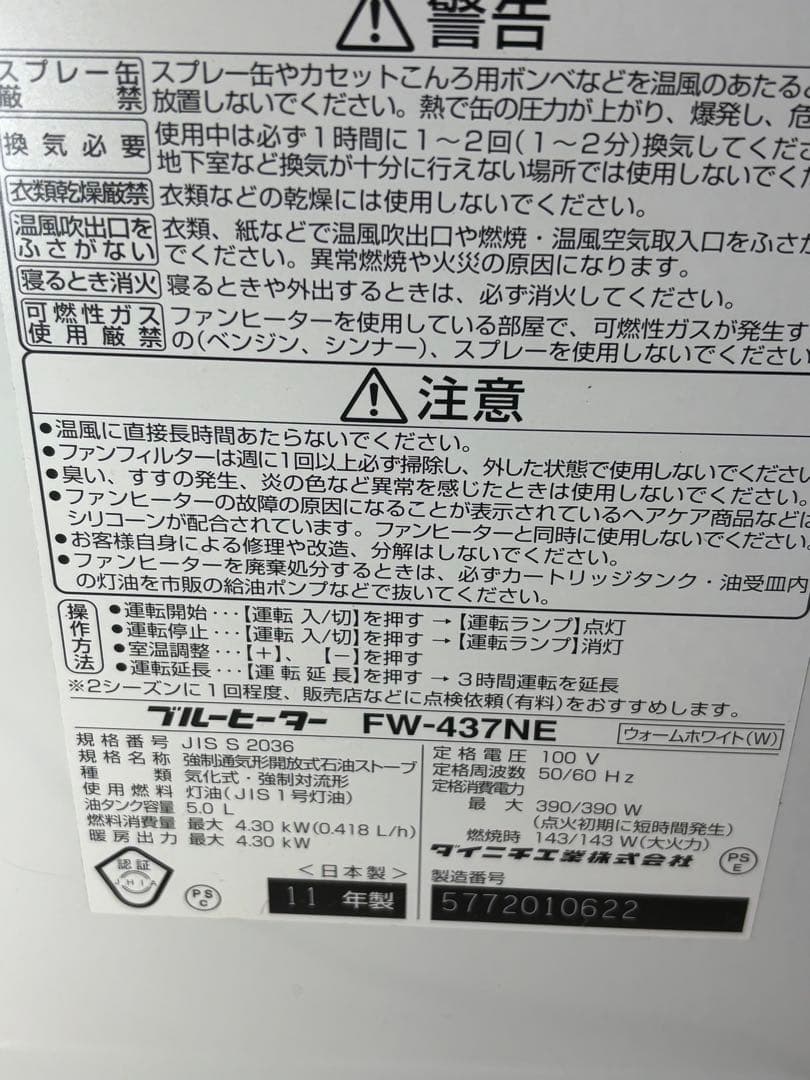 警告
スプレー缶
厳禁
スプレー缶やカセットこんろ用ボンベなどを温風のあたると
放置しないでください。熱で缶の圧力が上がり、爆発し、危
換気必要
使用中は必ず1時間に1～2回(1～2分)換気してくださ
地下室など換気が十分に行えない場所では使用しないでくだ
衣類乾燥厳禁 衣類などの乾燥には使用しないでください。
温風吹出口を
ふさがない
衣類、紙などで温風吹出口や燃焼・温風空気取入口をふさが
でください。異常燃焼や火災の原因になります。
寝るとき消火 寝るときや外出するときは、必ず消火してください。
可燃性ガス
使用厳禁
ファンヒーターを使用している部屋で、可燃性ガスが発生す
の(ベンジン、シンナー)、スプレーを使用しないでください
注意
●温風に直接長時間あたらないでください。
●ファンフィルターは週に1回以上必ず掃除し、外した状態で使用しないでください
●臭い、すすの発生、炎の色など異常を感じたときは使用しないでください。
●ファンヒーターの故障の原因になることが表示されているヘアケア商品などは
シリコーンが配合されています。ファンヒーターと同時に使用しないでください
●お客様自身による修理や改造、分解はしないでください。
●ファンヒーターを廃棄処分するときは、必ずカートリッジタンク・油受皿内
の灯油を市販の給油ポンプなどで抜いてください。
操作方法
●運転開始･･･【運転 入/切】を押す → 【運転ランプ】点灯
●運転停止･･･【運転 入/切】を押す → 【運転ランプ】消灯
●室温調整･･･【＋】、【－】を押す
●運転延長･･･【運転延長】を押す → 3時間運転を延長
※2シーズンに1回程度、販売店などに点検依頼(有料)をおすすめします。
ブルーヒーター FW-437NE ウォームホワイト(W)
規格番号 JIS S 2036
規格名称 強制通気形開放式石油ストーブ
種類 気化式・強制対流形
使用燃料 灯油(JIS1号灯油)
油タンク容量 5.0 L
燃料消費量 最大 4.30 kW(0.418 L/h)
暖房出力 最大 4.30 kW
定格電圧 100 V
定格周波数 50/60 Hz
定格消費電力
最大 390/390 W
(点火初期に短時間発生)
燃焼時 143/143 W(大火力)
ダイニチ工業株式会社
PS
E
認証
JHIA
PS
C
<日本製>
11 年製
製造番号
5772010622